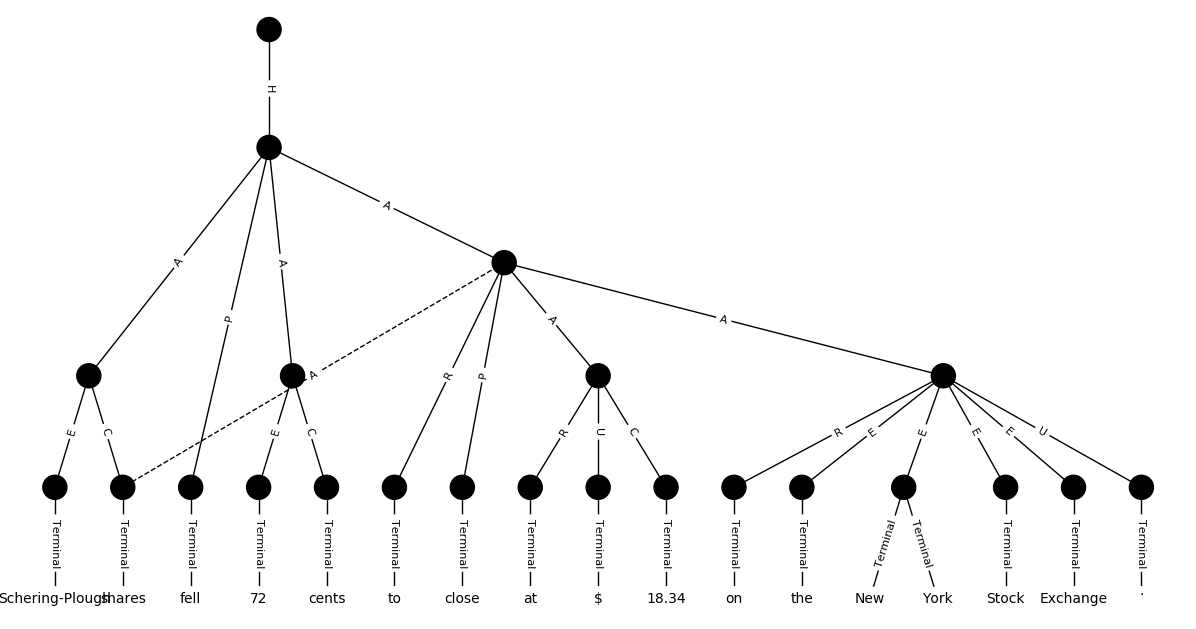 H
A
A
P
A
A
A
R
P
A
E
C
E
C
R
U
C
R
E
E
E
E
U
Terminal Terminal Terminal Terminal Terminal Terminal Terminal Terminal Terminal Terminal Terminal Terminal Terminal Terminal Terminal Terminal Terminal
Schering-Plough shares fell 72 cents to close at $ 18.34 on the New York Stock Exchange .